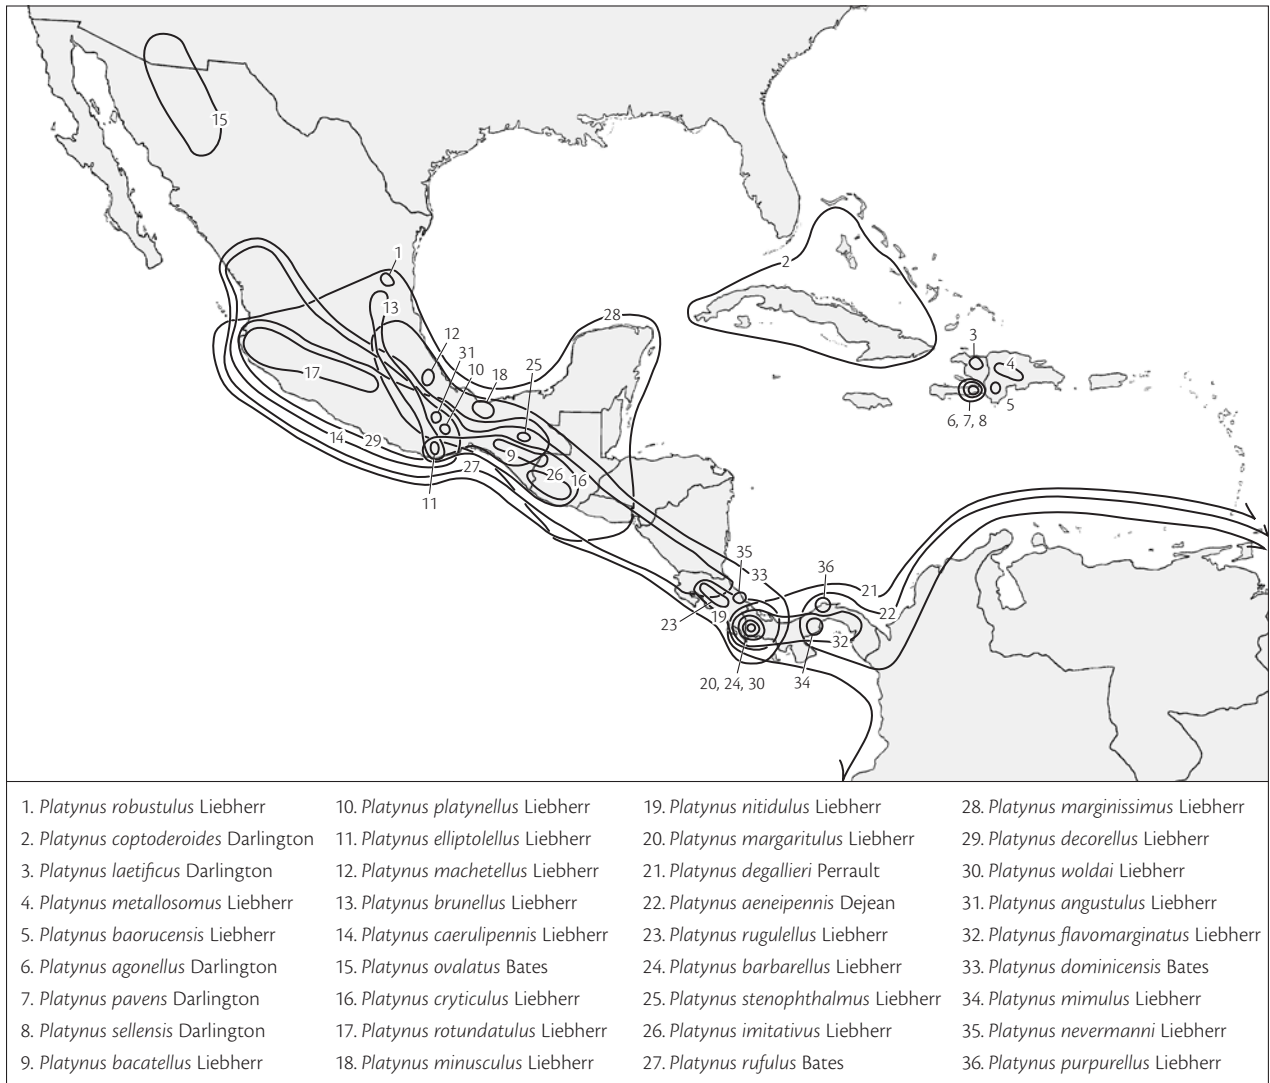 15
1
2
13
28
12
31
10
25
18
3
4
17
5
6, 7, 8
14
29
9
27
26
16
11
35
36
33
21
22
19
23
32
20, 24, 30
34
1. Platynus robustulus Liebherr
2. Platynus coptoderoides Darlington
3. Platynus laetificus Darlington
4. Platynus metallosomus Liebherr
5. Platynus baorucensis Liebherr
6. Platynus agonellus Darlington
7. Platynus pavens Darlington
8. Platynus sellensis Darlington
9. Platynus bacatellus Liebherr
10. Platynus platynellus Liebherr
11. Platynus elliptolellus Liebherr
12. Platynus machetellus Liebherr
13. Platynus brunellus Liebherr
14. Platynus caerulipennis Liebherr
15. Platynus ovalatus Bates
16. Platynus cryticulus Liebherr
17. Platynus rotundatulus Liebherr
18. Platynus minusculus Liebherr
19. Platynus nitidulus Liebherr
20. Platynus margaritulus Liebherr
21. Platynus degallieri Perrault
22. Platynus aeneipennis Dejean
23. Platynus rugulellus Liebherr
24. Platynus barbarellus Liebherr
25. Platynus stenophthalmus Liebherr
26. Platynus imitativus Liebherr
27. Platynus rufulus Bates
28. Platynus marginissimus Liebherr
29. Platynus decorellus Liebherr
30. Platynus woldai Liebherr
31. Platynus angustulus Liebherr
32. Platynus flavomarginatus Liebherr
33. Platynus dominicensis Bates
34. Platynus mimulus Liebherr
35. Platynus nevermanni Liebherr
36. Platynus purpurellus Liebherr